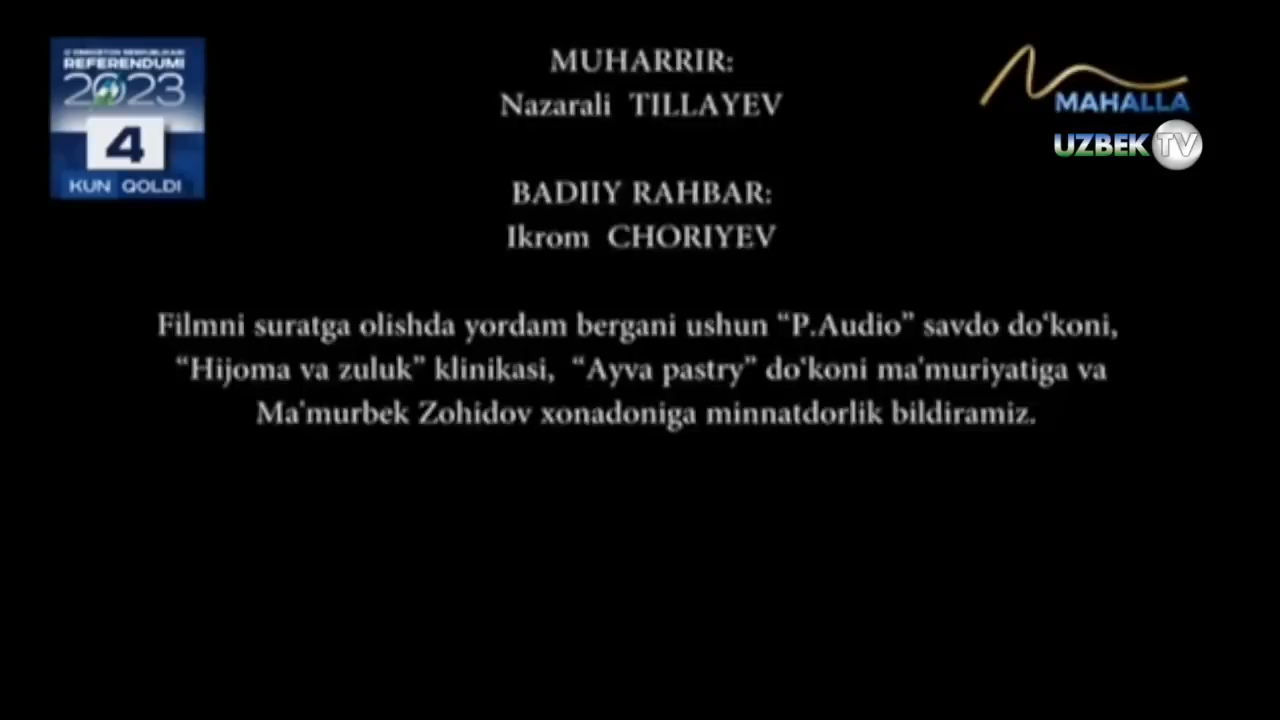 O'ZBEKISTON RESPUBLIKASI
REFERENDUMI
2023
4
KUN QOLDI
MUHARRIR:
Nazarali TILLAYEV
BADIIY RAHBAR:
Ikrom CHORIYEV
Filmni suratga olishda yordam bergani ushun “P.Audio” savdo do‘koni,
“Hijoma va zuluk” klinikasi, “Ayva pastry” do‘koni ma'muriyatiga va
Ma'murbek Zohidov xonadoniga minnatdorlik bildiramiz.
MAHALLA
UZBEK TV